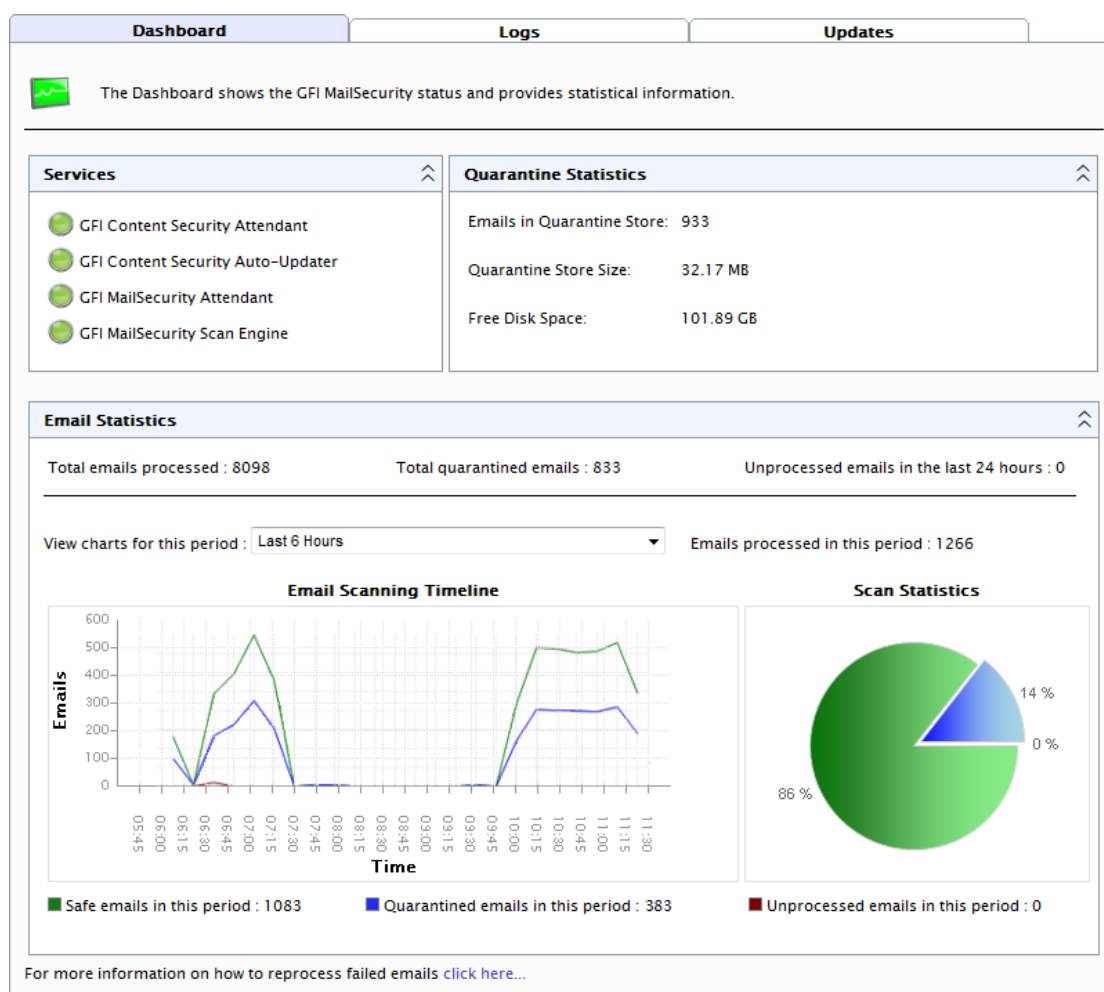 Dashboard
Logs
Updates
The Dashboard shows the GFI MailSecurity status and provides statistical information.
Services
GFI Content Security Attendant
GFI Content Security Auto-Updater
GFI MailSecurity Attendant
GFI MailSecurity Scan Engine
Quarantine Statistics
Emails in Quarantine Store: 933
Quarantine Store Size: 32.17 MB
Free Disk Space: 101.89 GB
Email Statistics
Total emails processed : 8098
Total quarantined emails : 833
Unprocessed emails in the last 24 hours : 0
View charts for this period : Last 6 Hours
Emails processed in this period : 1266
Email Scanning Timeline
Emails
600
500
400
300
200
100
0
05:45
06:00
06:15
06:30
06:45
07:00
07:15
07:30
07:45
08:00
08:15
08:30
08:45
09:00
09:15
09:30
09:45
10:00
10:15
10:30
10:45
11:00
11:15
11:30
Time
Scan Statistics
14 %
0 %
86 %
Safe emails in this period : 1083
Quarantined emails in this period : 383
Unprocessed emails in this period : 0
For more information on how to reprocess failed emails click here...